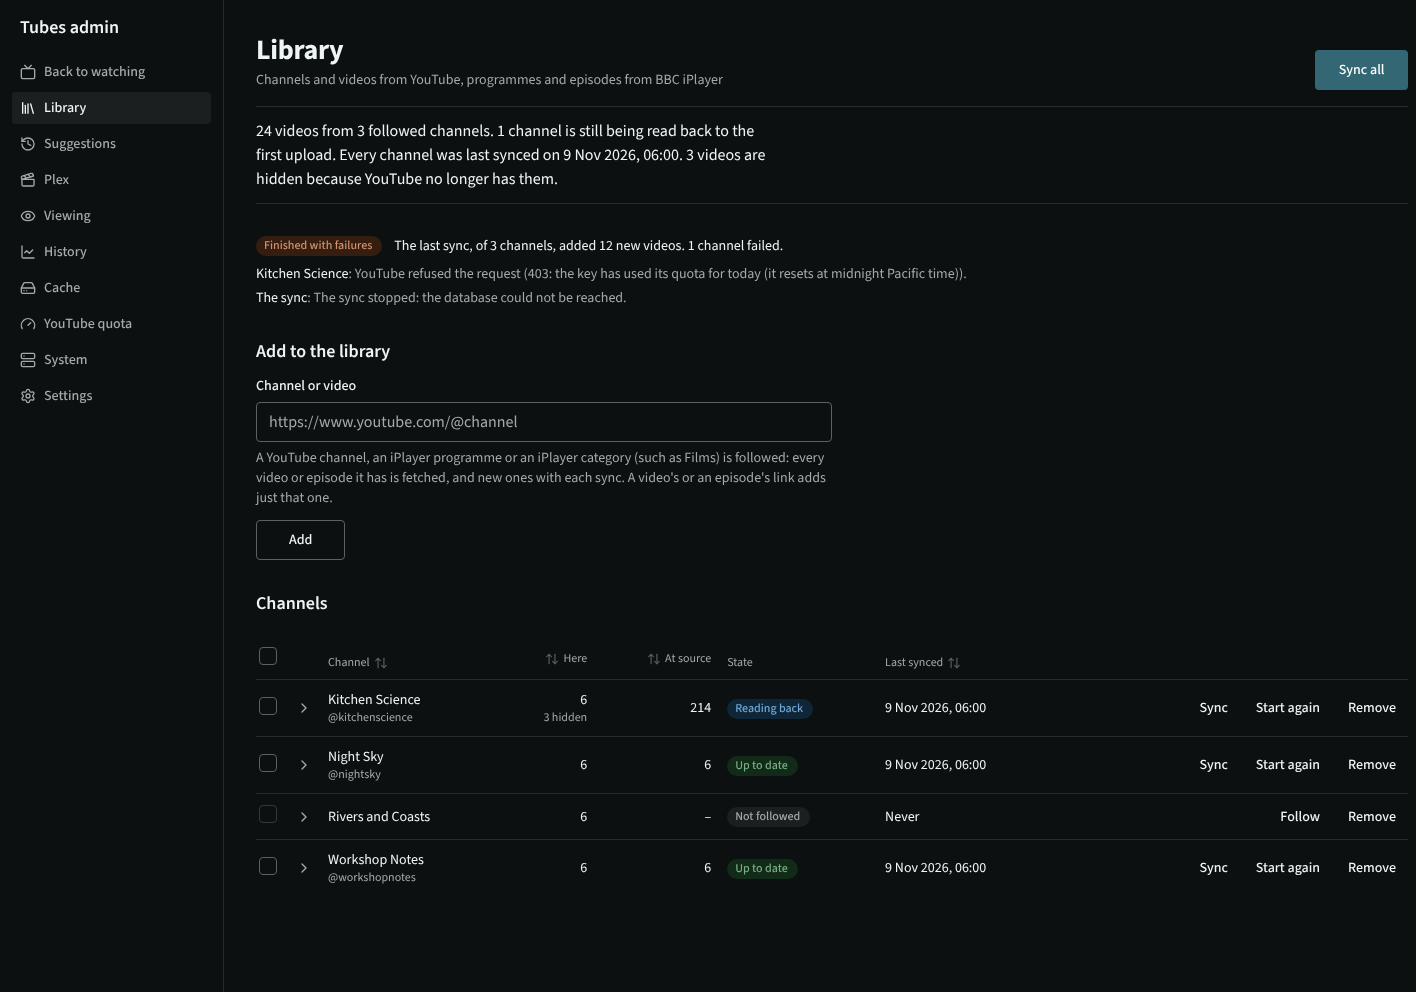 Tubes admin
Back to watching
Library
Suggestions
Plex
Viewing
History
Cache
YouTube quota
System
Settings
Library
Channels and videos from YouTube, programmes and episodes from BBC iPlayer
Sync all
24 videos from 3 followed channels. 1 channel is still being read back to the
first upload. Every channel was last synced on 9 Nov 2026, 06:00. 3 videos are
hidden because YouTube no longer has them.
Finished with failures The last sync, of 3 channels, added 12 new videos. 1 channel failed.
Kitchen Science: YouTube refused the request (403: the key has used its quota for today (it resets at midnight Pacific time)).
The sync: The sync stopped: the database could not be reached.
Add to the library
Channel or video
https://www.youtube.com/@channel
A YouTube channel, an iPlayer programme or an iPlayer category (such as Films) is followed: every
video or episode it has is fetched, and new ones with each sync. A video's or an episode's link adds
just that one.
Add
Channels
Channel Here At source State Last synced
Kitchen Science 6 214 Reading back 9 Nov 2026, 06:00 Sync Start again Remove
@kitchenscience 3 hidden
Night Sky 6 6 Up to date 9 Nov 2026, 06:00 Sync Start again Remove
@nightsky
Rivers and Coasts 6 – Not followed Never Follow Remove
Workshop Notes 6 6 Up to date 9 Nov 2026, 06:00 Sync Start again Remove
@workshopnotes